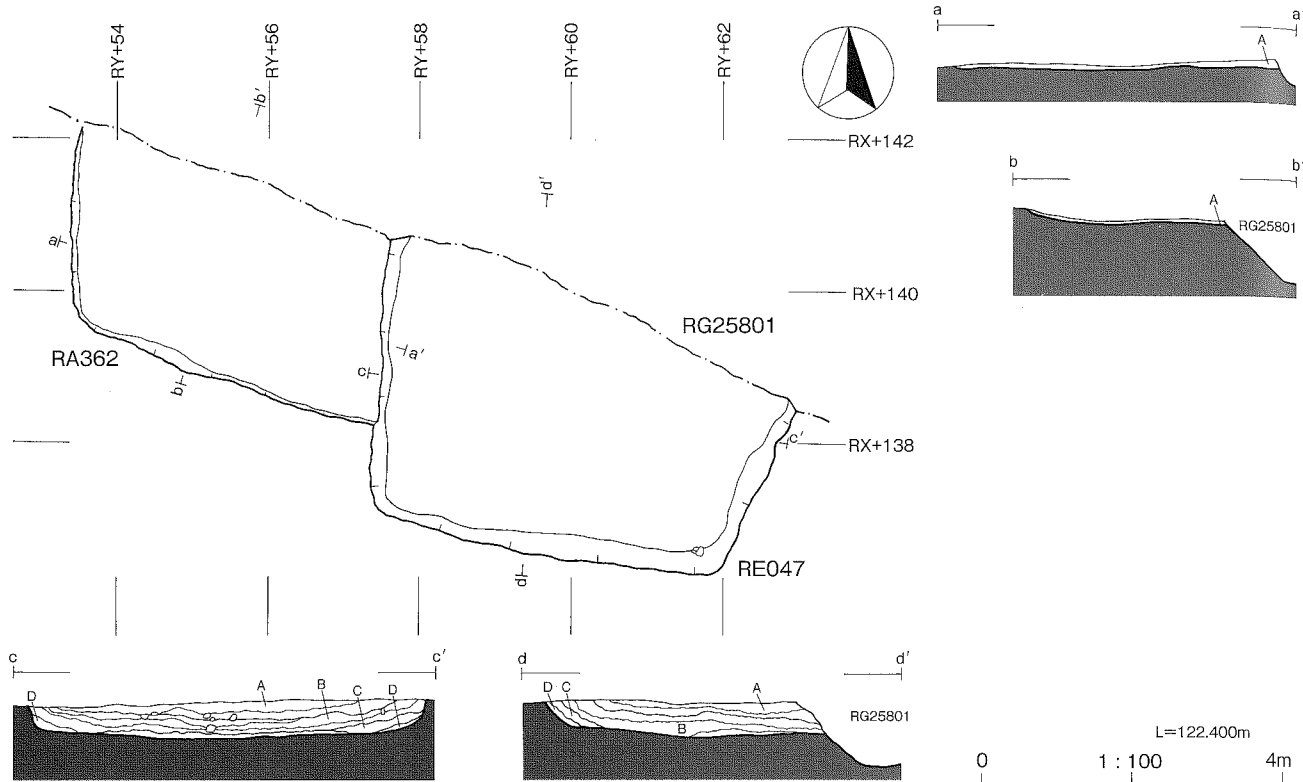 RY+54
RY+56
RY+58
RY+60
RY+62
b'
d'
RX+142
a
RX+140
RG25801
RA362
a'
c
b
RX+138
c'
d
RE047
a
a'
A
b
b'
A
RG25801
c
c'
D
A
B
C
D
d
d'
D
C
A
B
RG25801
L=122.400m
0
1 : 100
4m